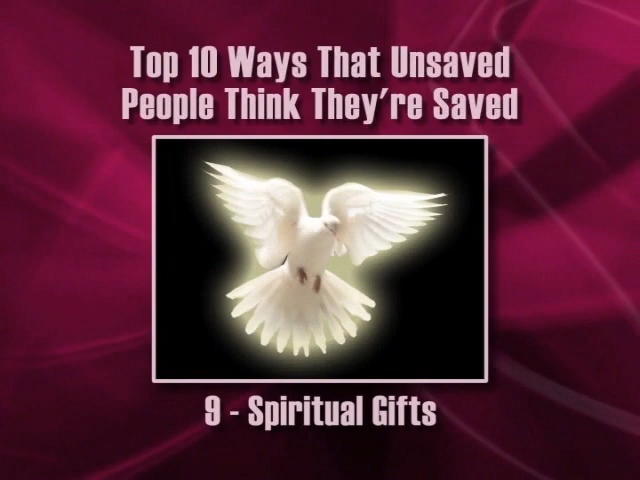 Top 10 Ways That Unsaved
People Think They're Saved
9 - Spiritual Gifts